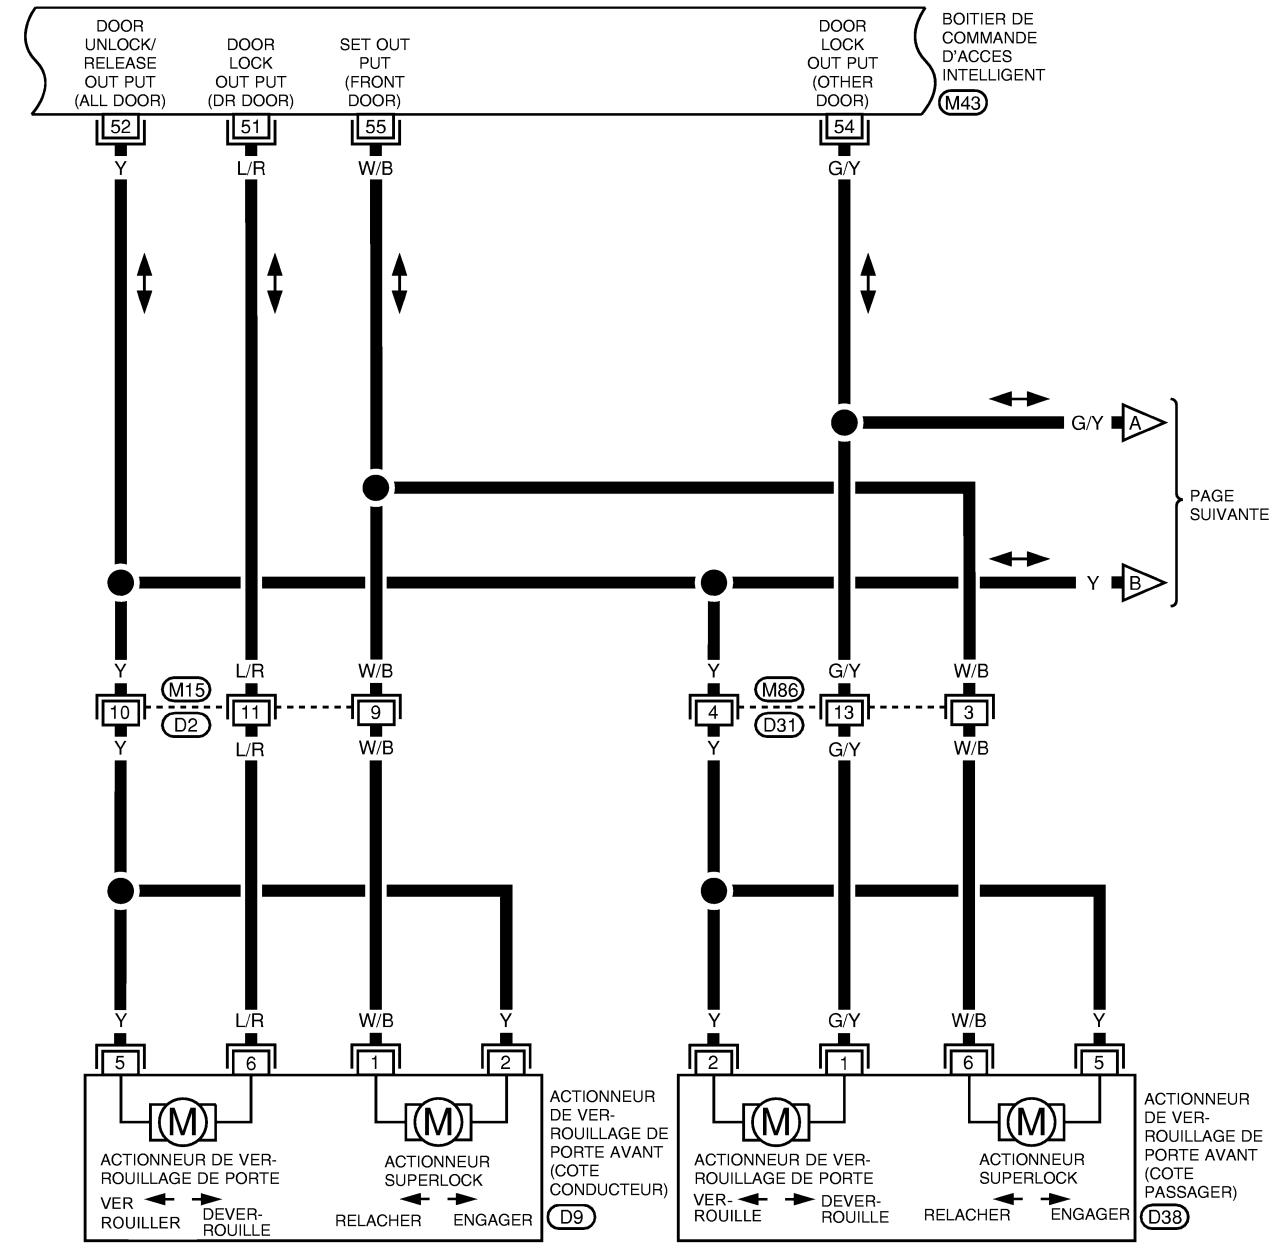 DOOR
UNLOCK/
RELEASE
OUT PUT
(ALL DOOR)
DOOR
LOCK
OUT PUT
(DR DOOR)
SET OUT
PUT
(FRONT
DOOR)
DOOR
LOCK
OUT PUT
(OTHER
DOOR)
BOITIER DE
COMMANDE
D'ACCES
INTELLIGENT
M43
52
51
55
54
Y
L/R
W/B
G/Y
G/Y
A
PAGE
SUIVANTE
Y
B
Y
L/R
W/B
Y
G/Y
W/B
M15
M86
10
11
9
4
13
3
D2
D31
Y
L/R
W/B
Y
G/Y
W/B
Y
L/R
W/B
Y
Y
G/Y
W/B
Y
5
6
1
2
2
1
6
5
M
M
M
M
ACTIONNEUR DE VER-
ROUILLAGE DE PORTE
VER
ROUILLER
DEVER-
ROUILLE
ACTIONNEUR
SUPERLOCK
RELACHER
ENGAGER
ACTIONNEUR
DE VER-
ROUILLAGE DE
PORTE AVANT
(COTE
CONDUCTEUR)
D9
ACTIONNEUR DE VER-
ROUILLAGE DE PORTE
VER-
ROUILLE
DEVER-
ROUILLE
ACTIONNEUR
SUPERLOCK
RELACHER
ENGAGER
ACTIONNEUR
DE VER-
ROUILLAGE DE
PORTE AVANT
(COTE
PASSAGER)
D38